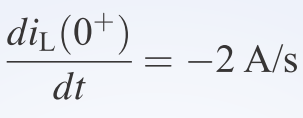 di_L(0^+)/dt = −2 A/s